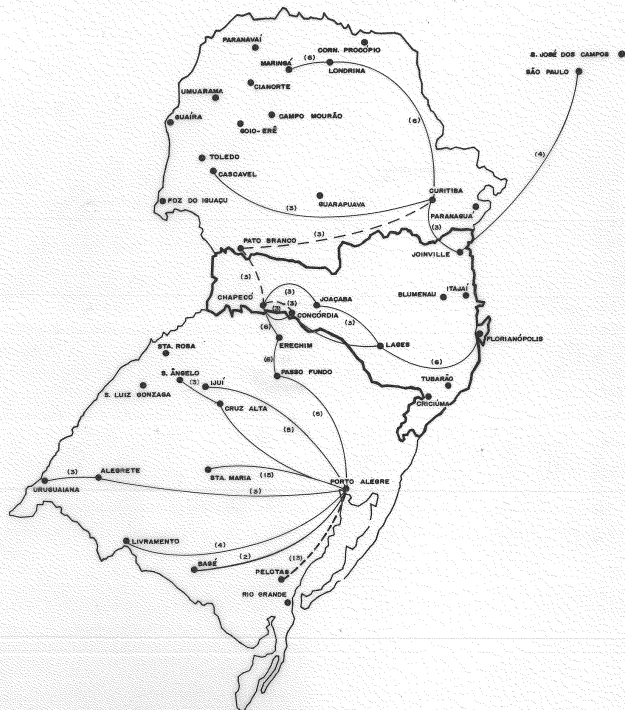 PARANAVAÍ
CORN. PROCÓPIO
S. JOSÉ DOS CAMPOS
MARINGÁ
(6)
LONDRINA
SÃO PAULO
CIANORTE
UMUARAMA
GUAÍRA
CAMPO MOURÃO
GOIO-ERÊ
(6)
TOLEDO
(4)
CASCAVEL
FOZ DO IGUAÇU
GUARAPUAVA
CURITIBA
(3)
PARANAGUA
(3)
(3)
PATO BRANCO
JOINVILLE
(3)
CHAPECÓ
(3)
JOAÇABA
BLUMENAU
ITAJAÍ
(3)
(3)
CONCÓRDIA
(3)
(6)
ERECHIM
LAGES
FLORIANÓPOLIS
STA. ROSA
(6)
(6)
S. ÂNGELO
PASSO FUNDO
TUBARÃO
(3)
IJUÍ
S. LUIZ GONZAGA
CRUZ ALTA
(6)
CRICIÚMA
(5)
(3)
ALEGRETE
STA. MARIA
(15)
PORTO ALEGRE
URUGUAIANA
(3)
LIVRAMENTO
(4)
BAGÉ
(2)
(13)
PELOTAS
RIO GRANDE